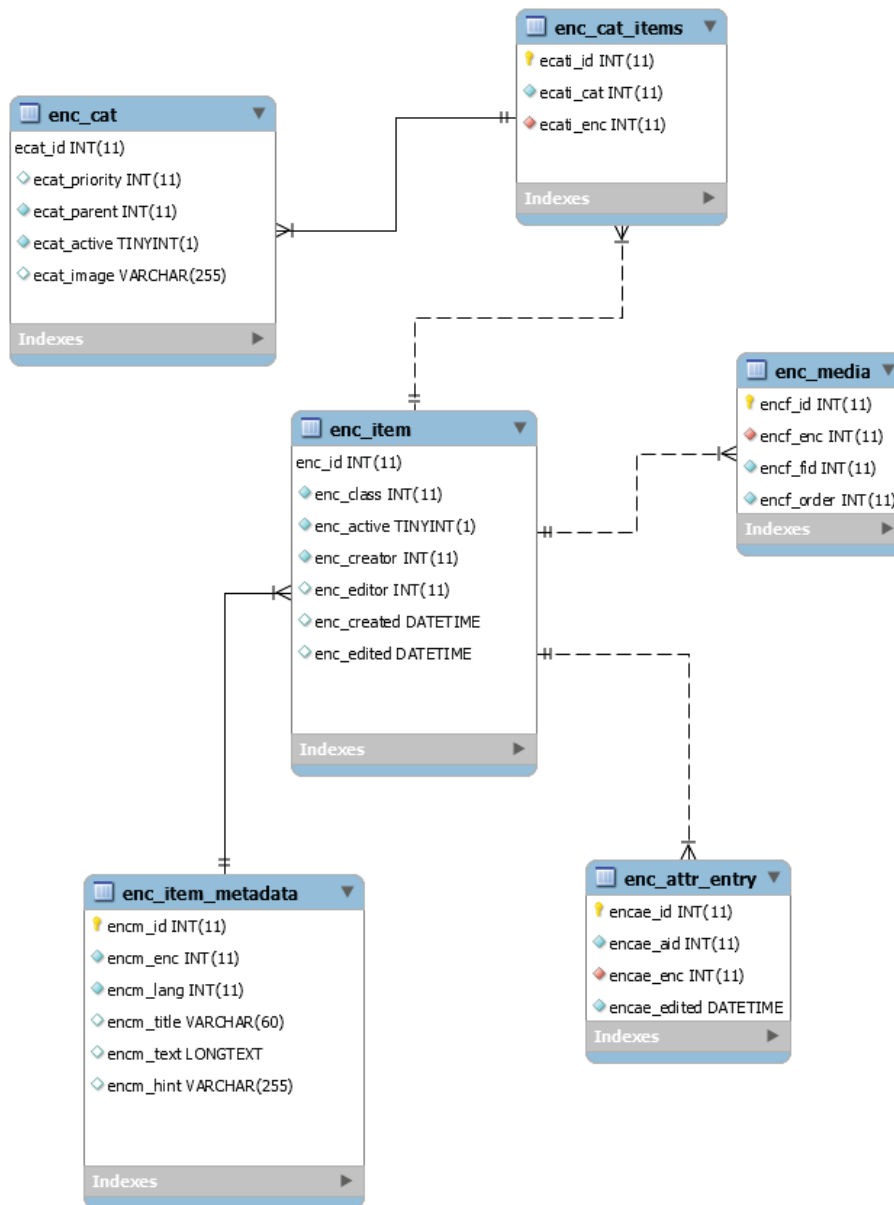 enc_cat_items
ecati_id INT(11)
ecati_cat INT(11)
ecati_enc INT(11)
Indexes
enc_cat
ecat_id INT(11)
ecat_priority INT(11)
ecat_parent INT(11)
ecat_active TINYINT(1)
ecat_image VARCHAR(255)
Indexes
enc_media
encf_id INT(11)
encf_enc INT(11)
encf_fid INT(11)
encf_order INT(11)
Indexes
enc_item
enc_id INT(11)
enc_class INT(11)
enc_active TINYINT(1)
enc_creator INT(11)
enc_editor INT(11)
enc_created DATETIME
enc_edited DATETIME
Indexes
enc_item_metadata
encm_id INT(11)
encm_enc INT(11)
encm_lang INT(11)
encm_title VARCHAR(60)
encm_text LONGTEXT
encm_hint VARCHAR(255)
Indexes
enc_attr_entry
encae_id INT(11)
encae_aid INT(11)
encae_enc INT(11)
encae_edited DATETIME
Indexes